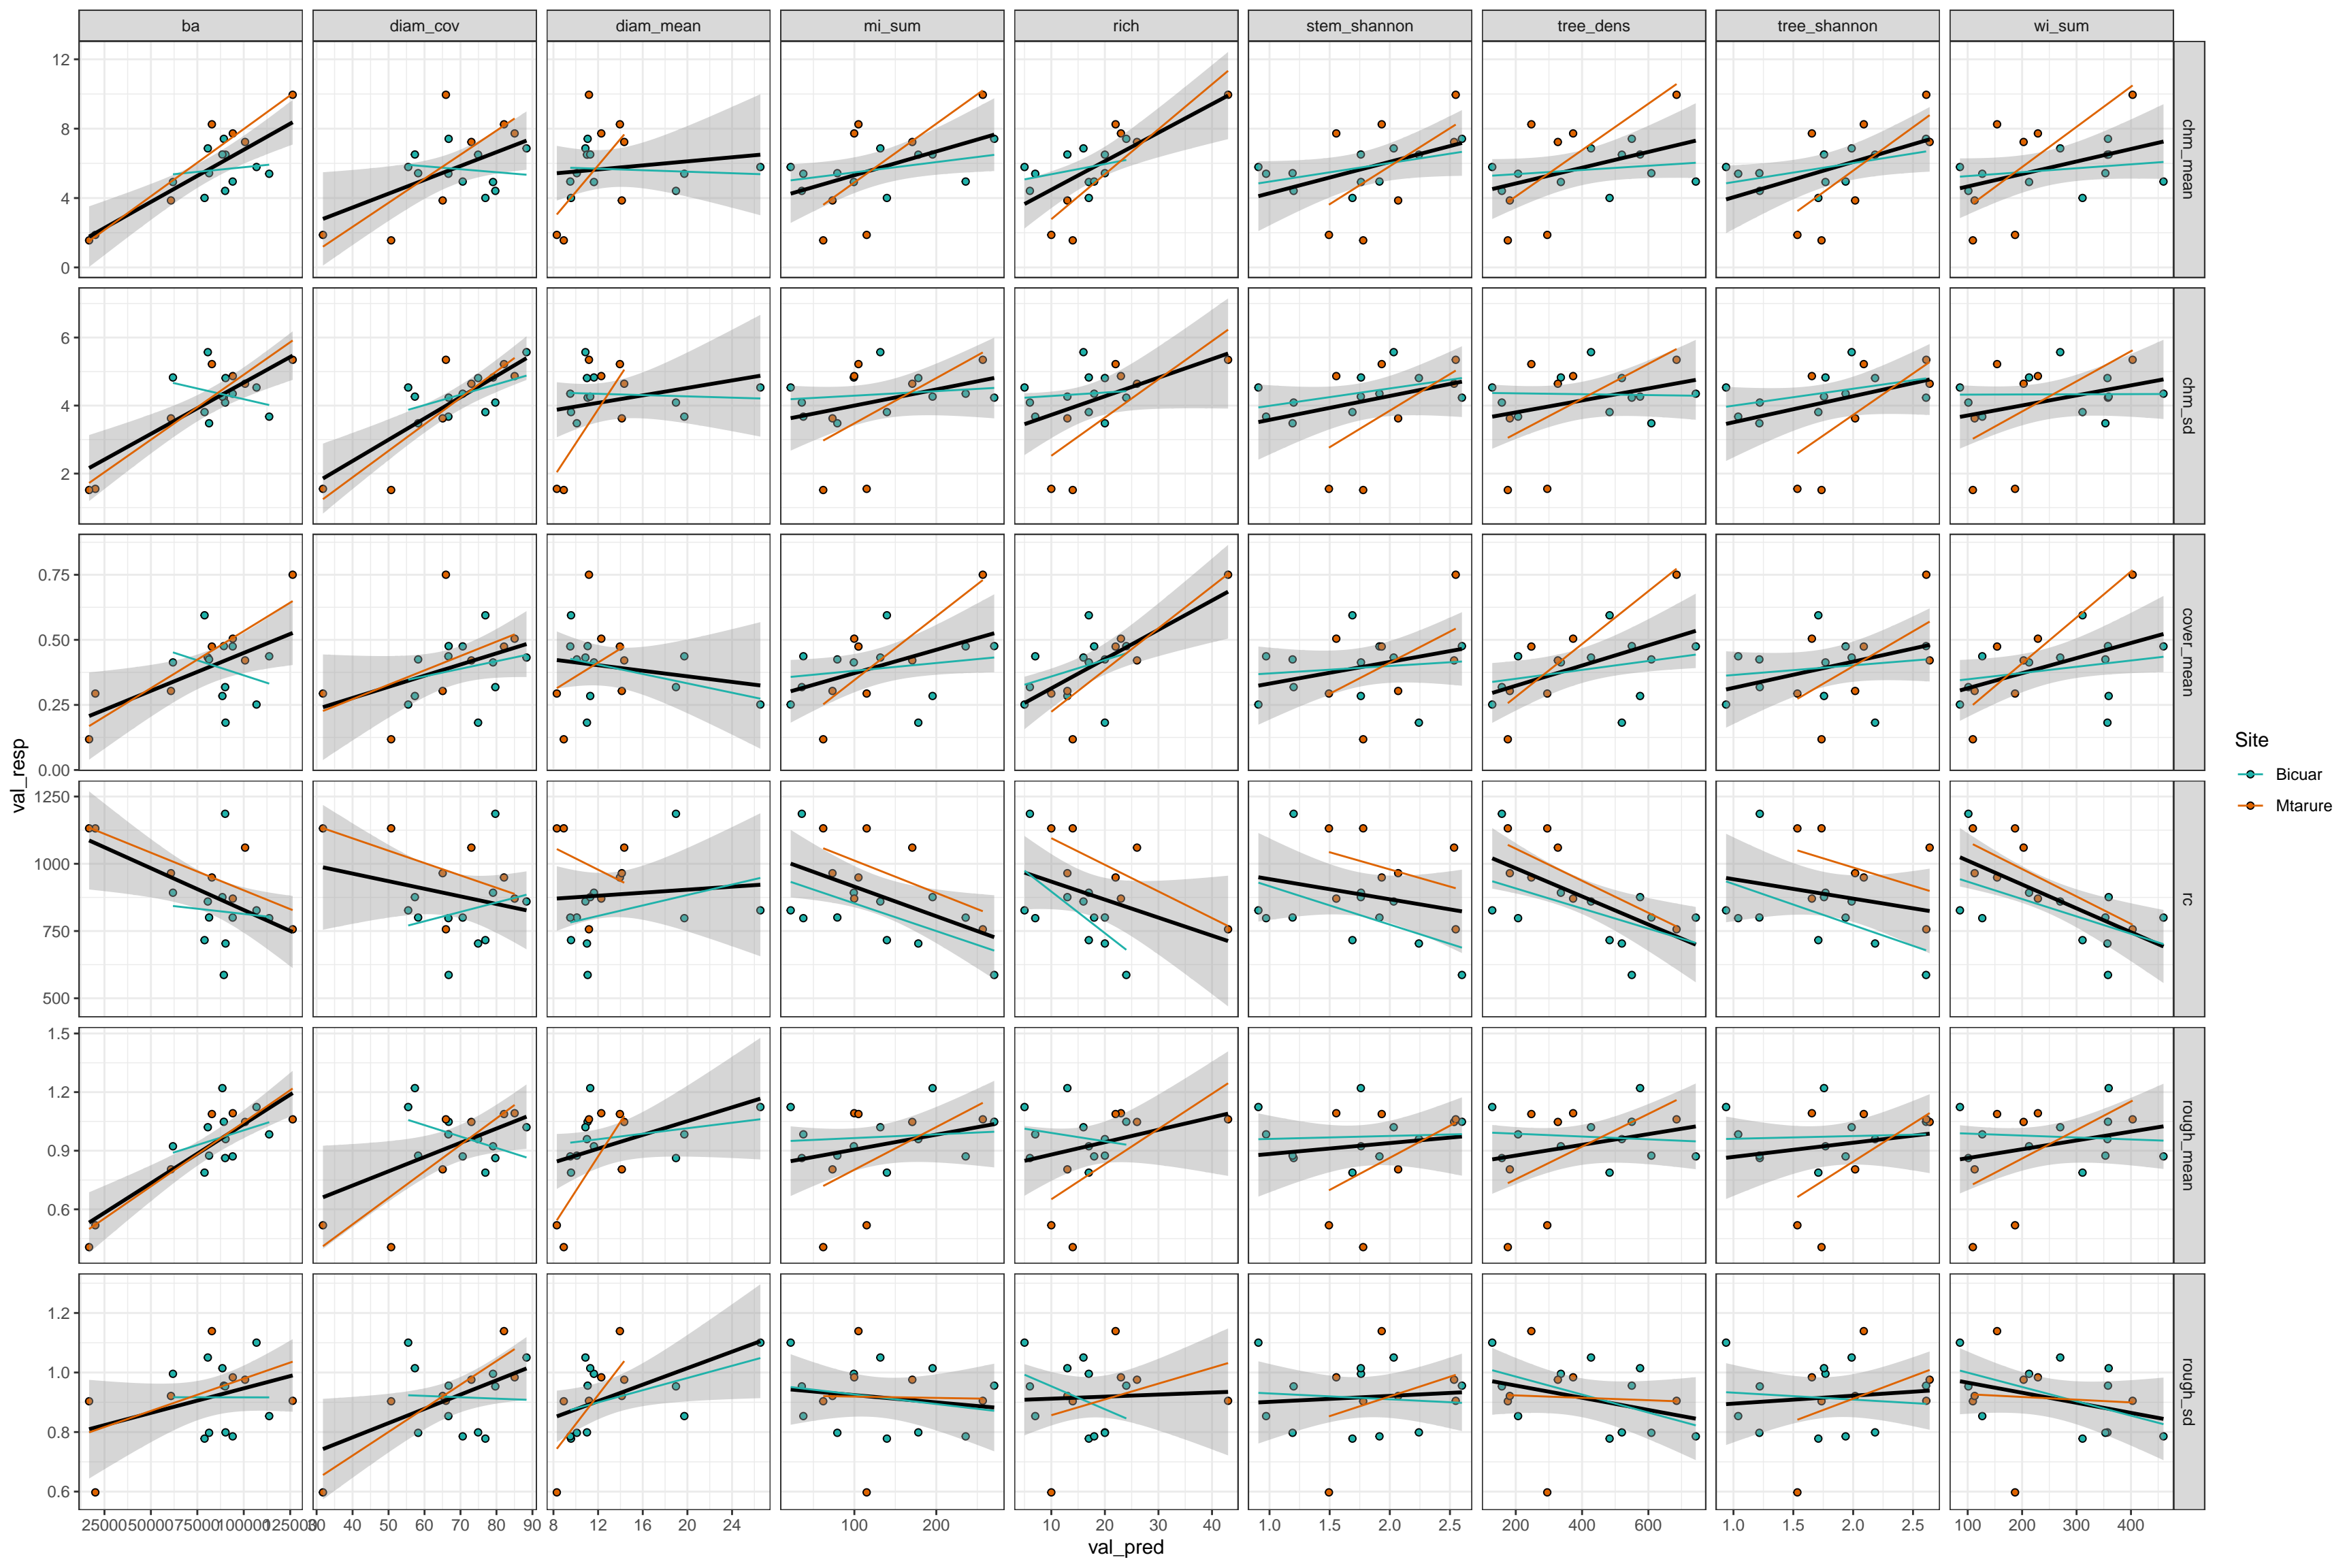 ba diam_cov diam_mean mi_sum rich stem_shannon tree_dens tree_shannon wi_sum
12
8
4
0
chm_mean
6
4
2
chm_sd
0.75
0.50
0.25
0.00
cover_mean
1250
1000
750
500
rc
1.5
1.2
0.9
0.6
rough_mean
1.2
1.0
0.8
0.6
rough_sd
25000 50000 75000 100000 125000 30 40 50 60 70 80 90 8 12 16 20 24 100 200 10 20 30 40 1.0 1.5 2.0 2.5 200 400 600 1.0 1.5 2.0 2.5 100 200 300 400
val_pred
val_resp
Site
Bicuar
Mtarure